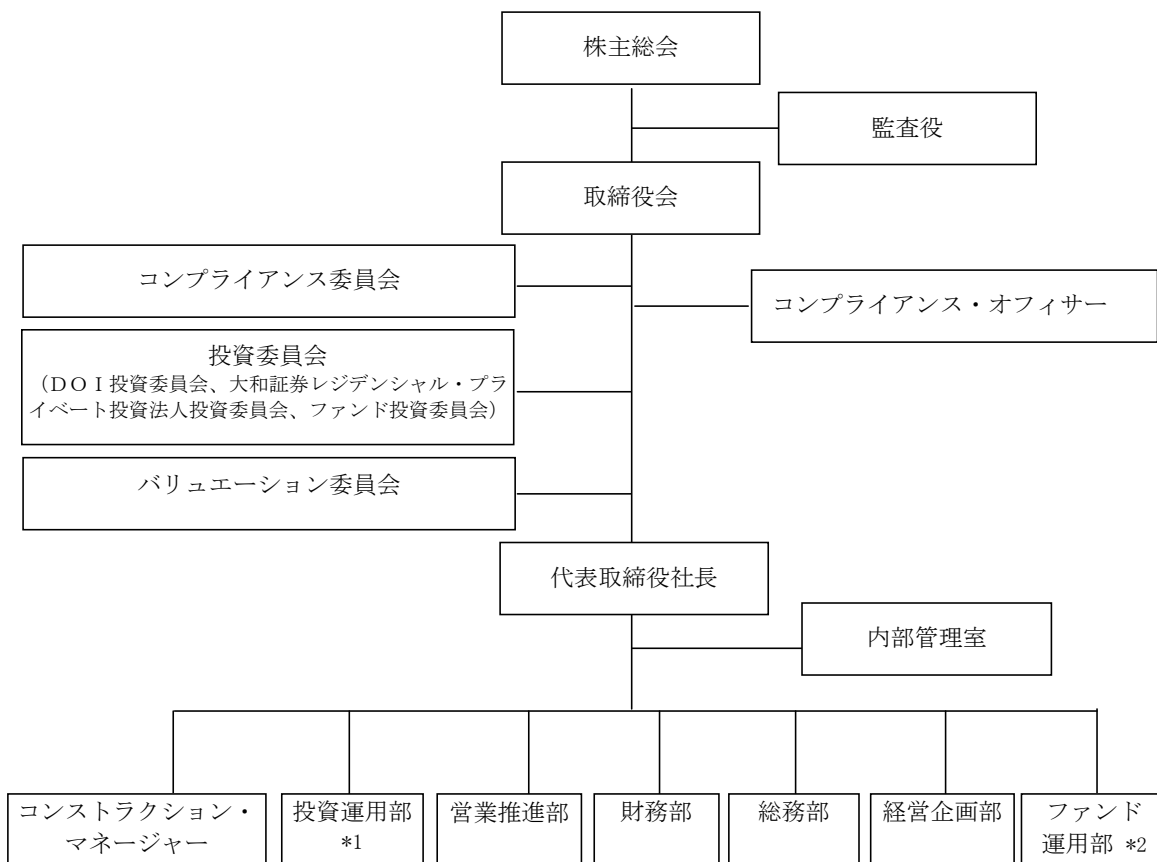 株主総会
監査役
取締役会
コンプライアンス委員会
コンプライアンス・オフィサー
投資委員会
(DOI投資委員会、大和証券レジデンシャル・プラ
イベート投資法人投資委員会、ファンド投資委員会)
バリュエーション委員会
代表取締役社長
内部管理室
コンストラクション・
マネージャー
投資運用部
*1
営業推進部
財務部
総務部
経営企画部
ファンド
運用部 *2